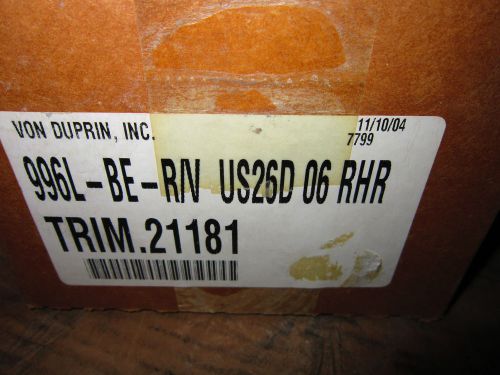 VON DUPRIN, INC.
11/10/04
7799
996L-BE-R/V US26D 06 RHR
TRIM.21181